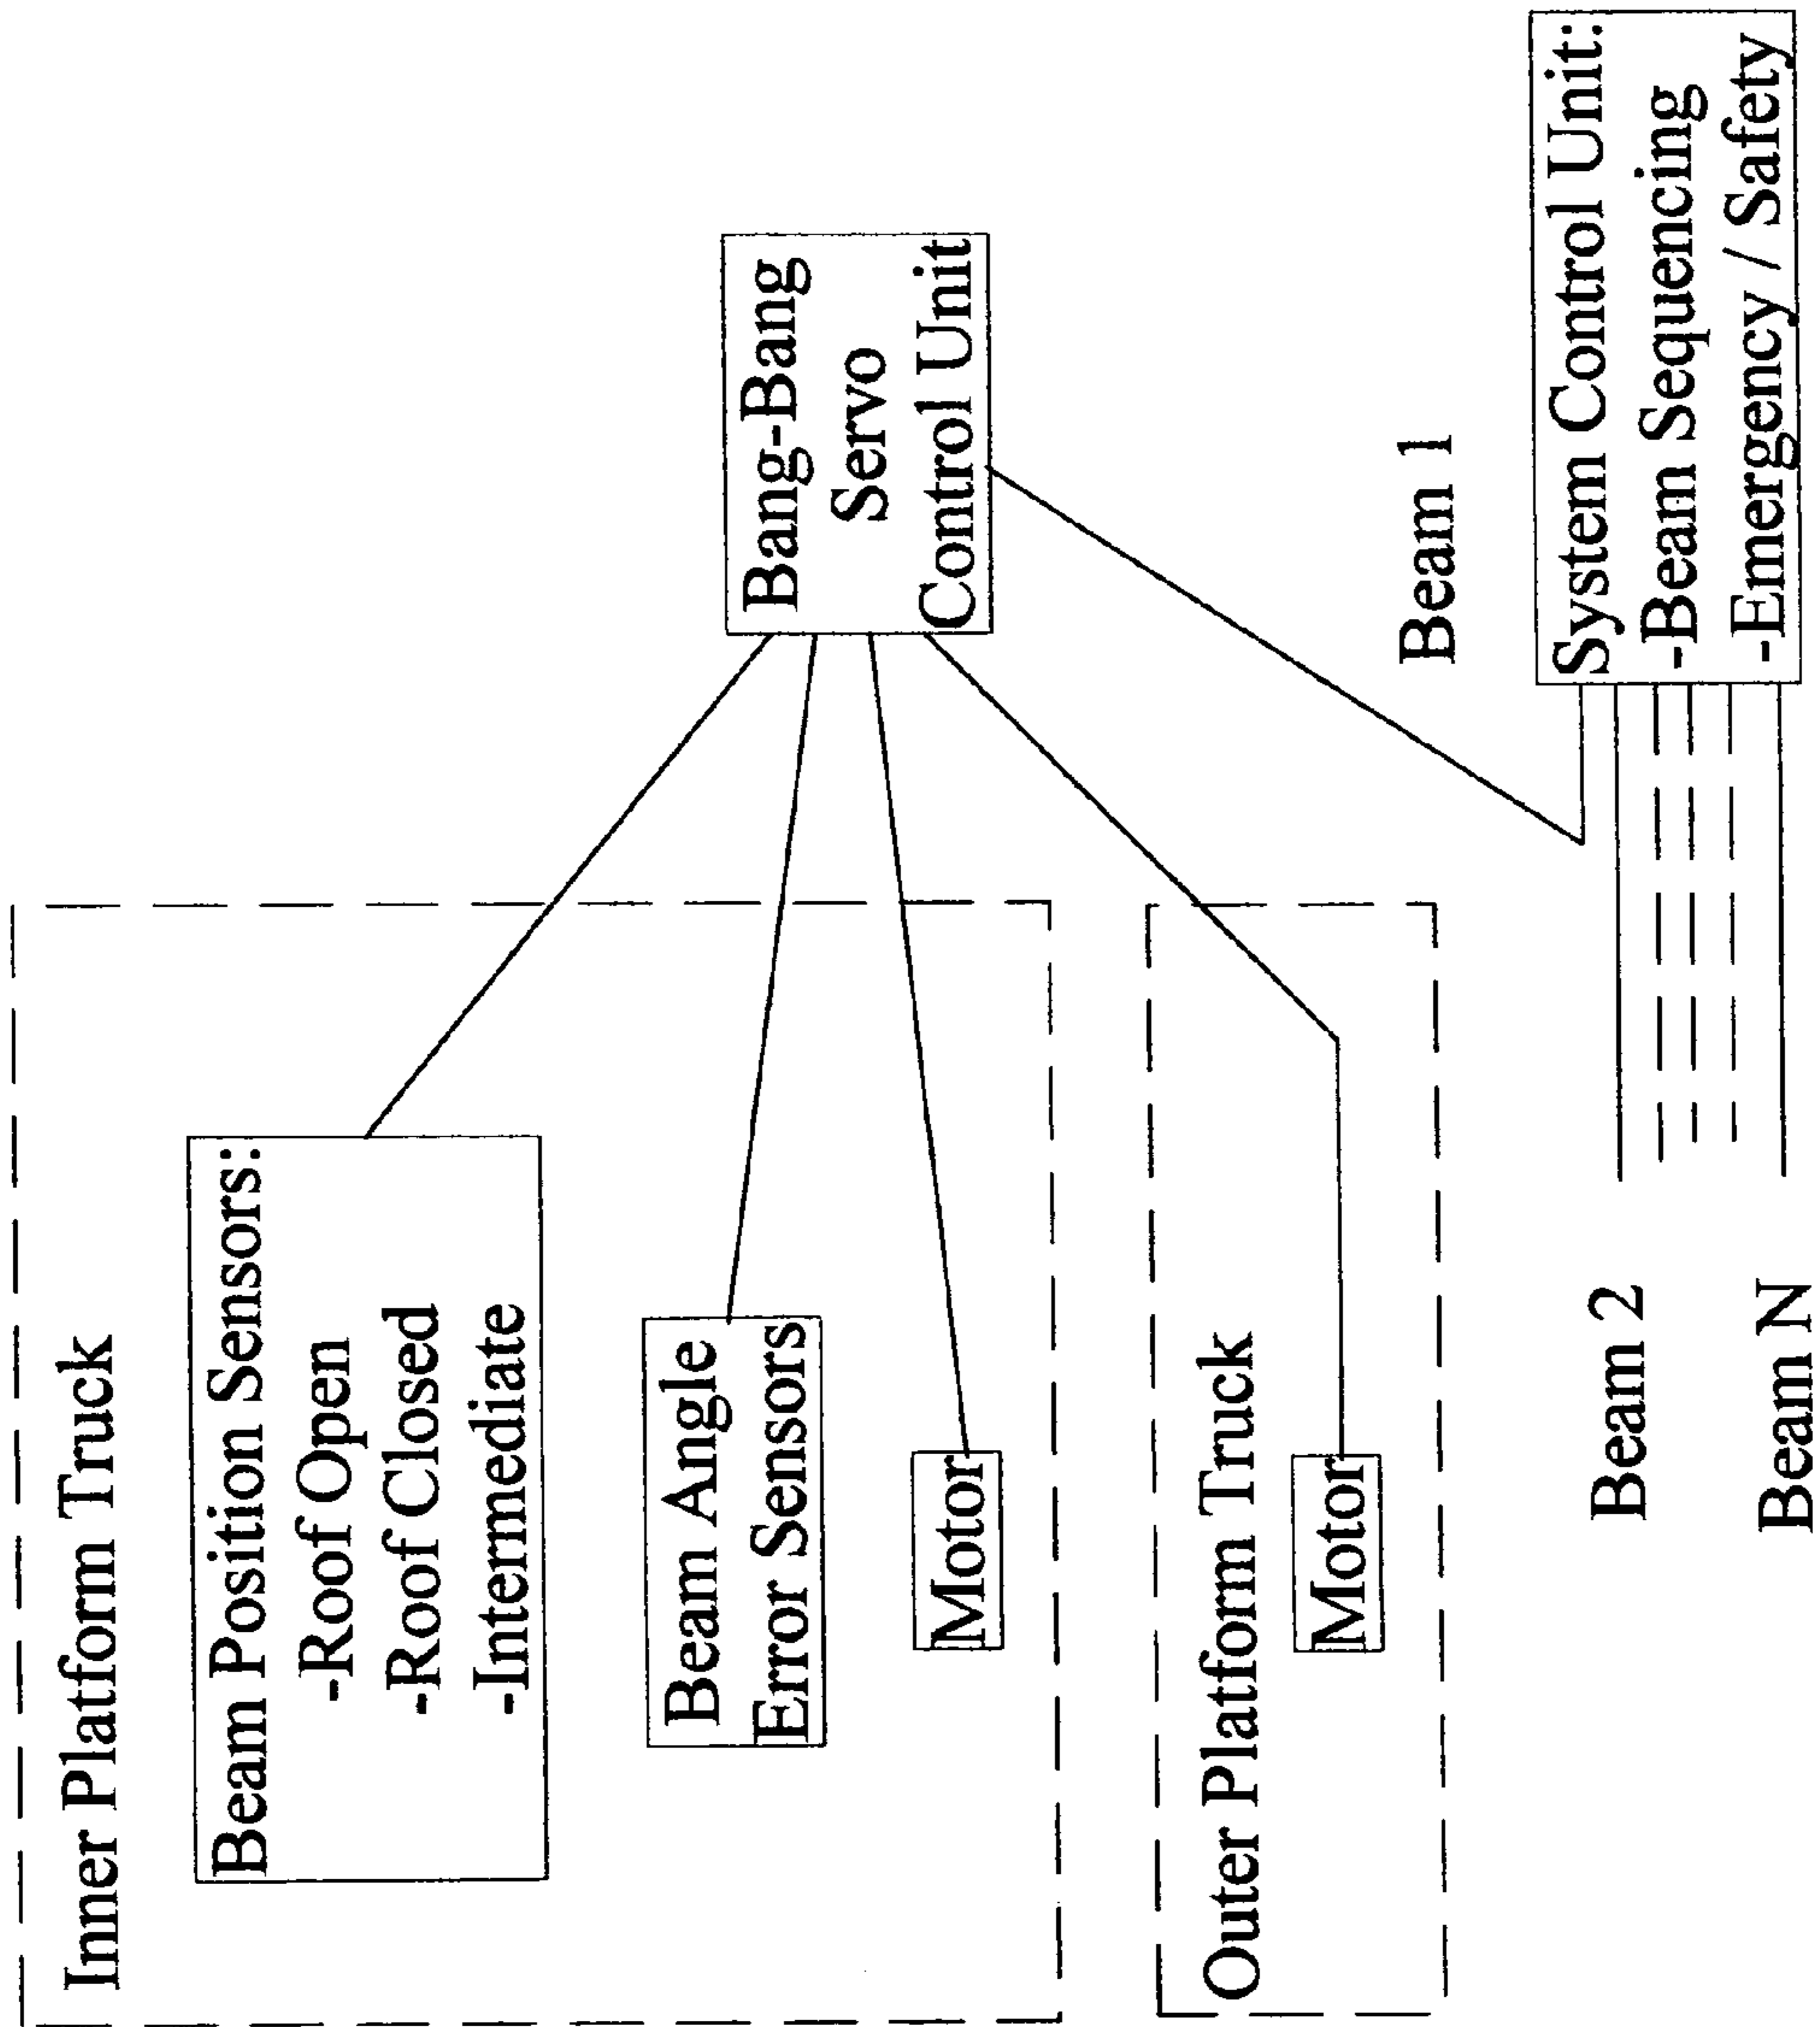 Inner Platform Truck
Beam Position Sensors:
-Roof Open
-Roof Closed
-Intermediate
Beam Angle
Error Sensors
Motor
Bang-Bang
Servo
Control Unit
Outer Platform Truck
Motor
Beam 1
Beam 2
Beam N
System Control Unit:
-Beam Sequencing
-Emergency / Safety